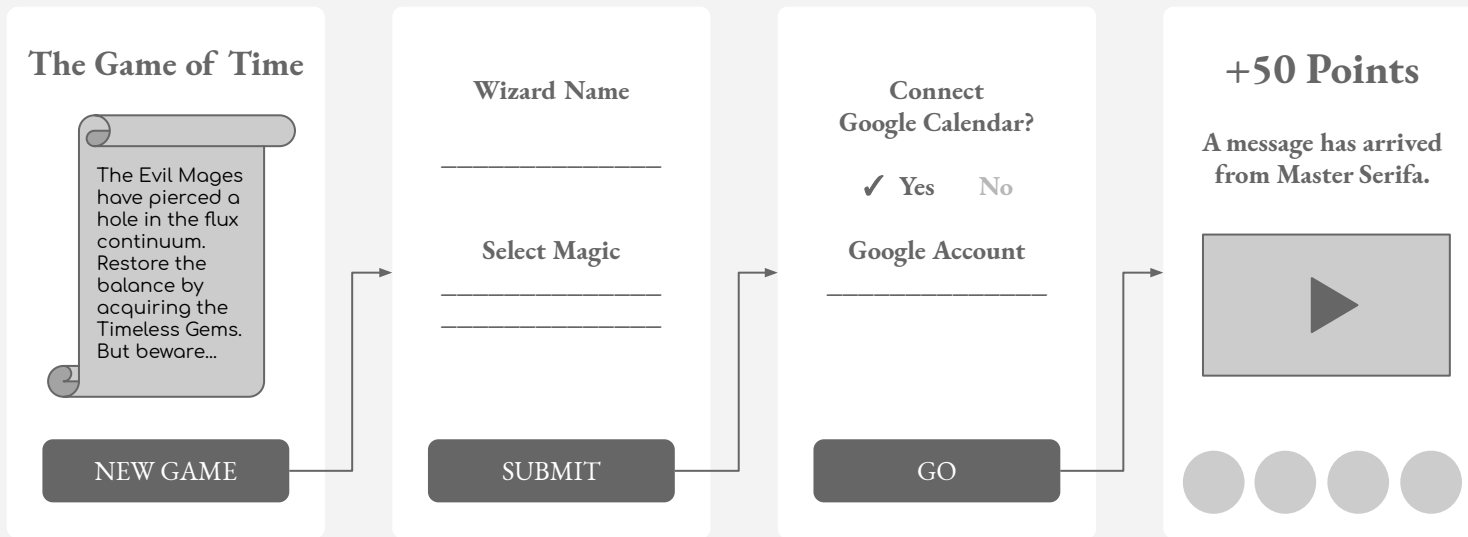 The Game of Time
The Evil Mages
have pierced a
hole in the flux
continuum.
Restore the
balance by
acquiring the
Timeless Gems.
But beware...
NEW GAME
Wizard Name
Select Magic
SUBMIT
Connect
Google Calendar?
✓ Yes No
Google Account
GO
+50 Points
A message has arrived
from Master Serifa.